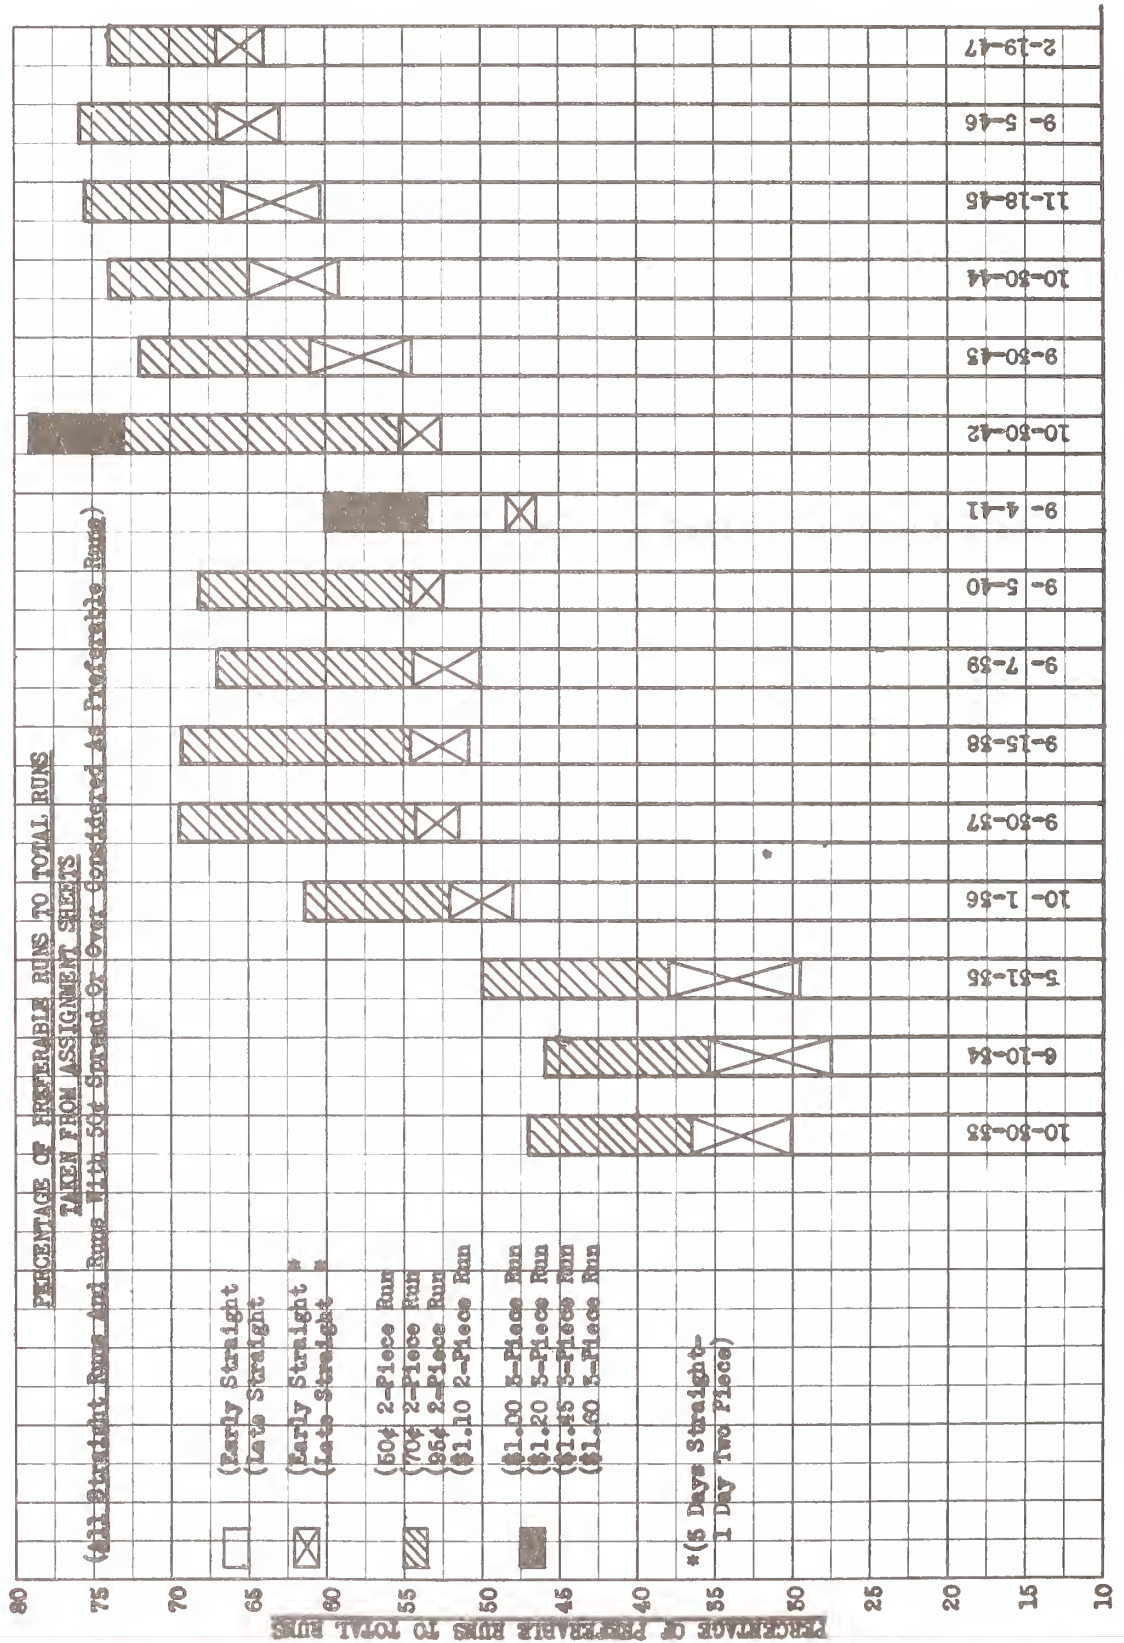 PERCENTAGE OF PREFERABLE RUNS TO TOTAL RUNS
TAKEN FROM ASSIGNMENT SHEETS
(All Straight Runs And Runs With 50¢ Spread Or Over Considered As Preferable Runs)
(Early Straight
(Late Straight
(Early Straight *
(Late Straight *
(50¢ 2-Piece Run
(70¢ 2-Piece Run
(95¢ 2-Piece Run
($1.10 2-Piece Run
($1.00 3-Piece Run
($1.20 3-Piece Run
($1.45 3-Piece Run
($1.60 3-Piece Run
*(5 Days Straight-
1 Day Two Piece)
PERCENTAGE OF PREFERABLE RUNS TO TOTAL RUNS
80
75
70
65
60
55
50
45
40
35
30
25
20
15
10
10-30-33
6-10-34
5-31-35
10- 1-36
9-30-37
9-15-38
9- 7-39
9- 5-40
9- 4-41
10-30-42
9-30-43
10-30-44
11-18-45
9- 5-46
2-19-47